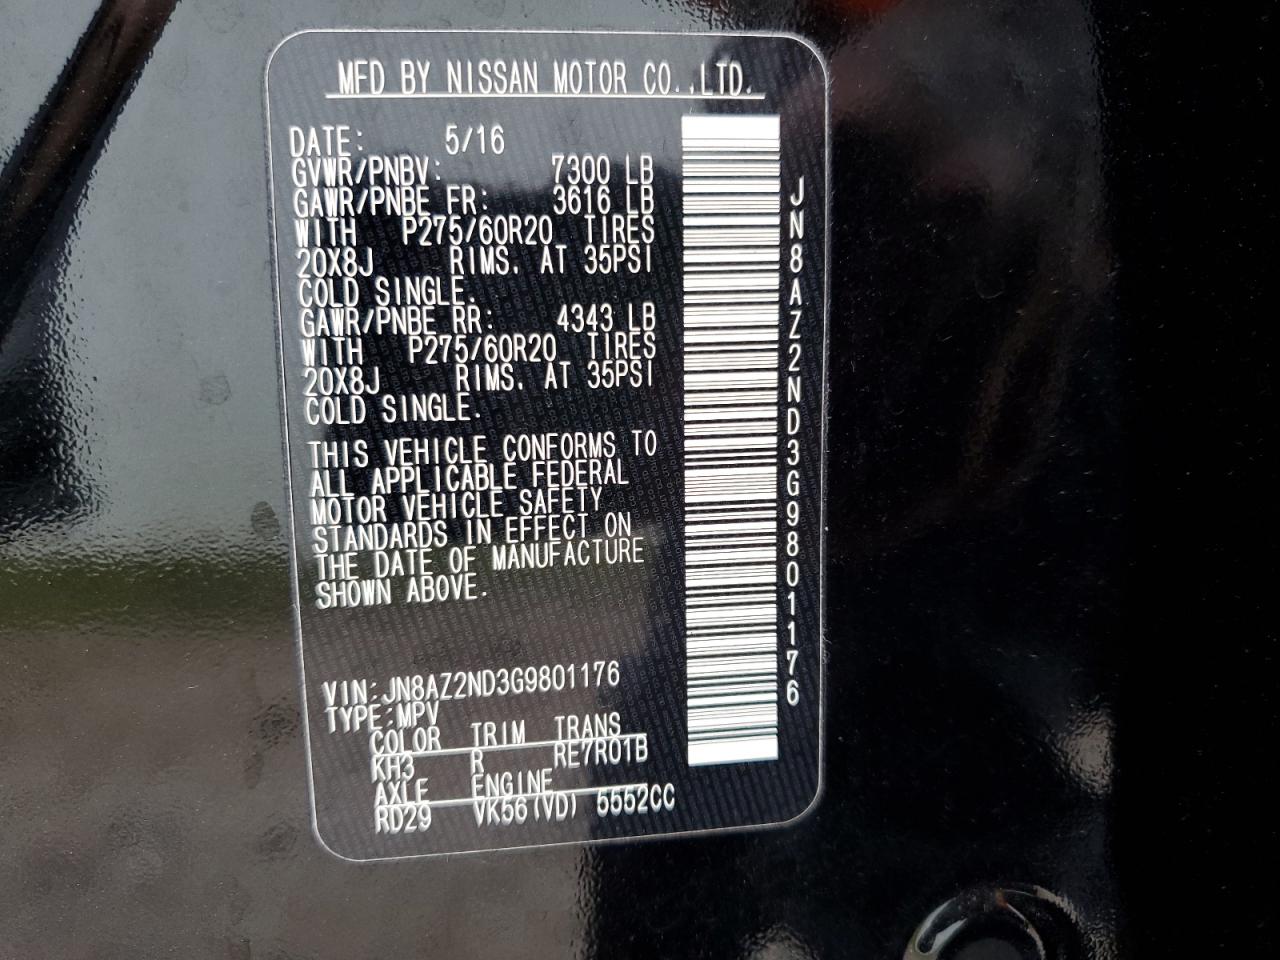 MFD BY NISSAN MOTOR CO.,LTD.
DATE: 5/16
GVWR/PNBV: 7300 LB
GAWR/PNBE FR: 3616 LB
WITH P275/60R20 TIRES
20X8J RIMS. AT 35PSI
COLD SINGLE.
GAWR/PNBE RR: 4343 LB
WITH P275/60R20 TIRES
20X8J RIMS. AT 35PSI
COLD SINGLE.
THIS VEHICLE CONFORMS TO
ALL APPLICABLE FEDERAL
MOTOR VEHICLE SAFETY
STANDARDS IN EFFECT ON
THE DATE OF MANUFACTURE
SHOWN ABOVE.
VIN:JN8AZ2ND3G9801176
TYPE:MPV
COLOR TRIM TRANS
KH3 R RE7R01B
AXLE ENGINE
RD29 VK56(VD) 5552CC
JN8AZ2ND3G9801176